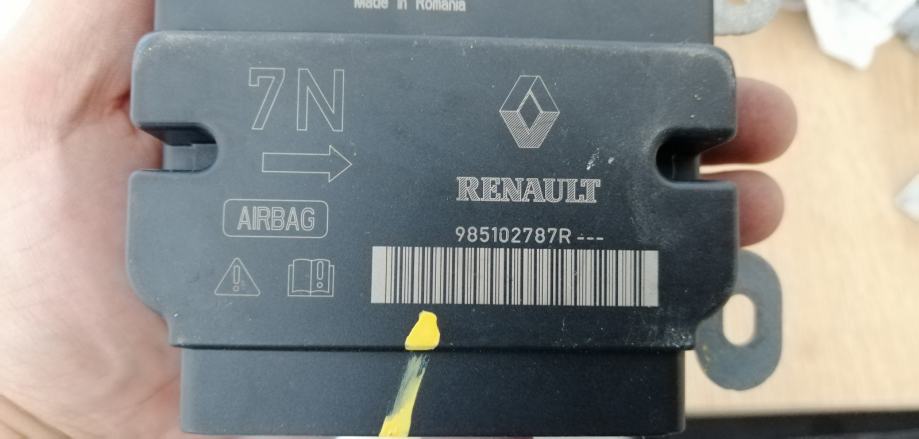 Made in Romania
7N
AIRBAG
RENAULT
985102787R ---